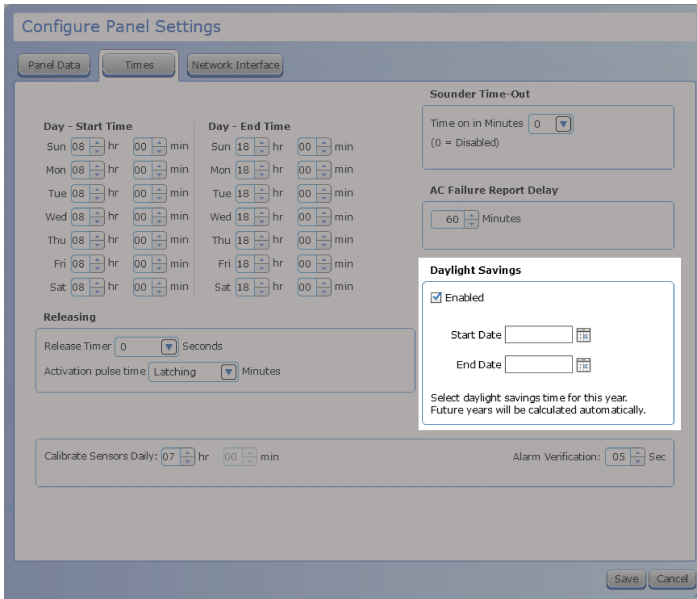 Configure Panel Settings
Panel Data
Times
Network Interface
Day - Start Time
Sun 08 hr 00 min
Mon 08 hr 00 min
Tue 08 hr 00 min
Wed 08 hr 00 min
Thu 08 hr 00 min
Fri 08 hr 00 min
Sat 08 hr 00 min
Day - End Time
Sun 18 hr 00 min
Mon 18 hr 00 min
Tue 18 hr 00 min
Wed 18 hr 00 min
Thu 18 hr 00 min
Fri 18 hr 00 min
Sat 18 hr 00 min
Releasing
Release Timer 0 Seconds
Activation pulse time Latching Minutes
Sounder Time-Out
Time on in Minutes 0
(0 = Disabled)
AC Failure Report Delay
60 Minutes
Daylight Savings
Enabled
Start Date
End Date
Select daylight savings time for this year.
Future years will be calculated automatically.
Calibrate Sensors Daily: 07 hr 00 min
Alarm Verification: 05 Sec
Save
Cancel